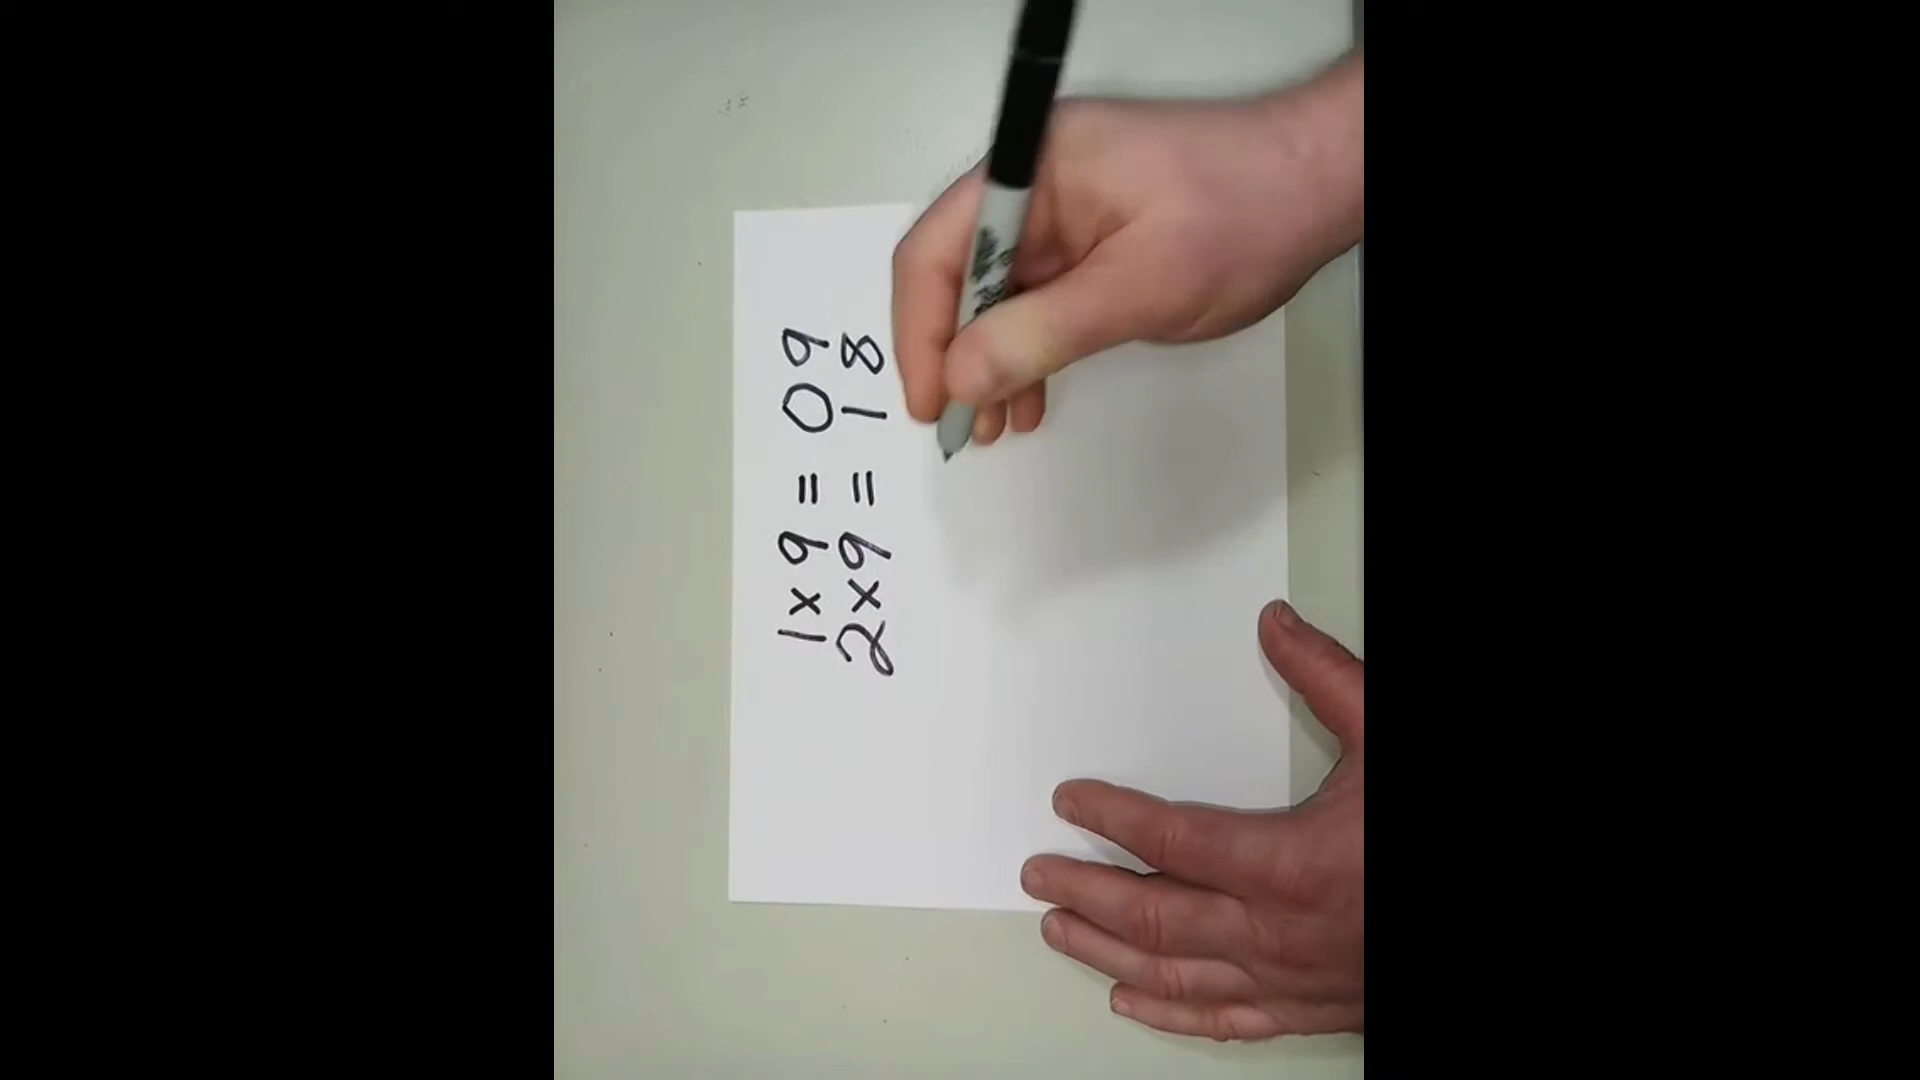 1x9 = 09
2x9 = 18